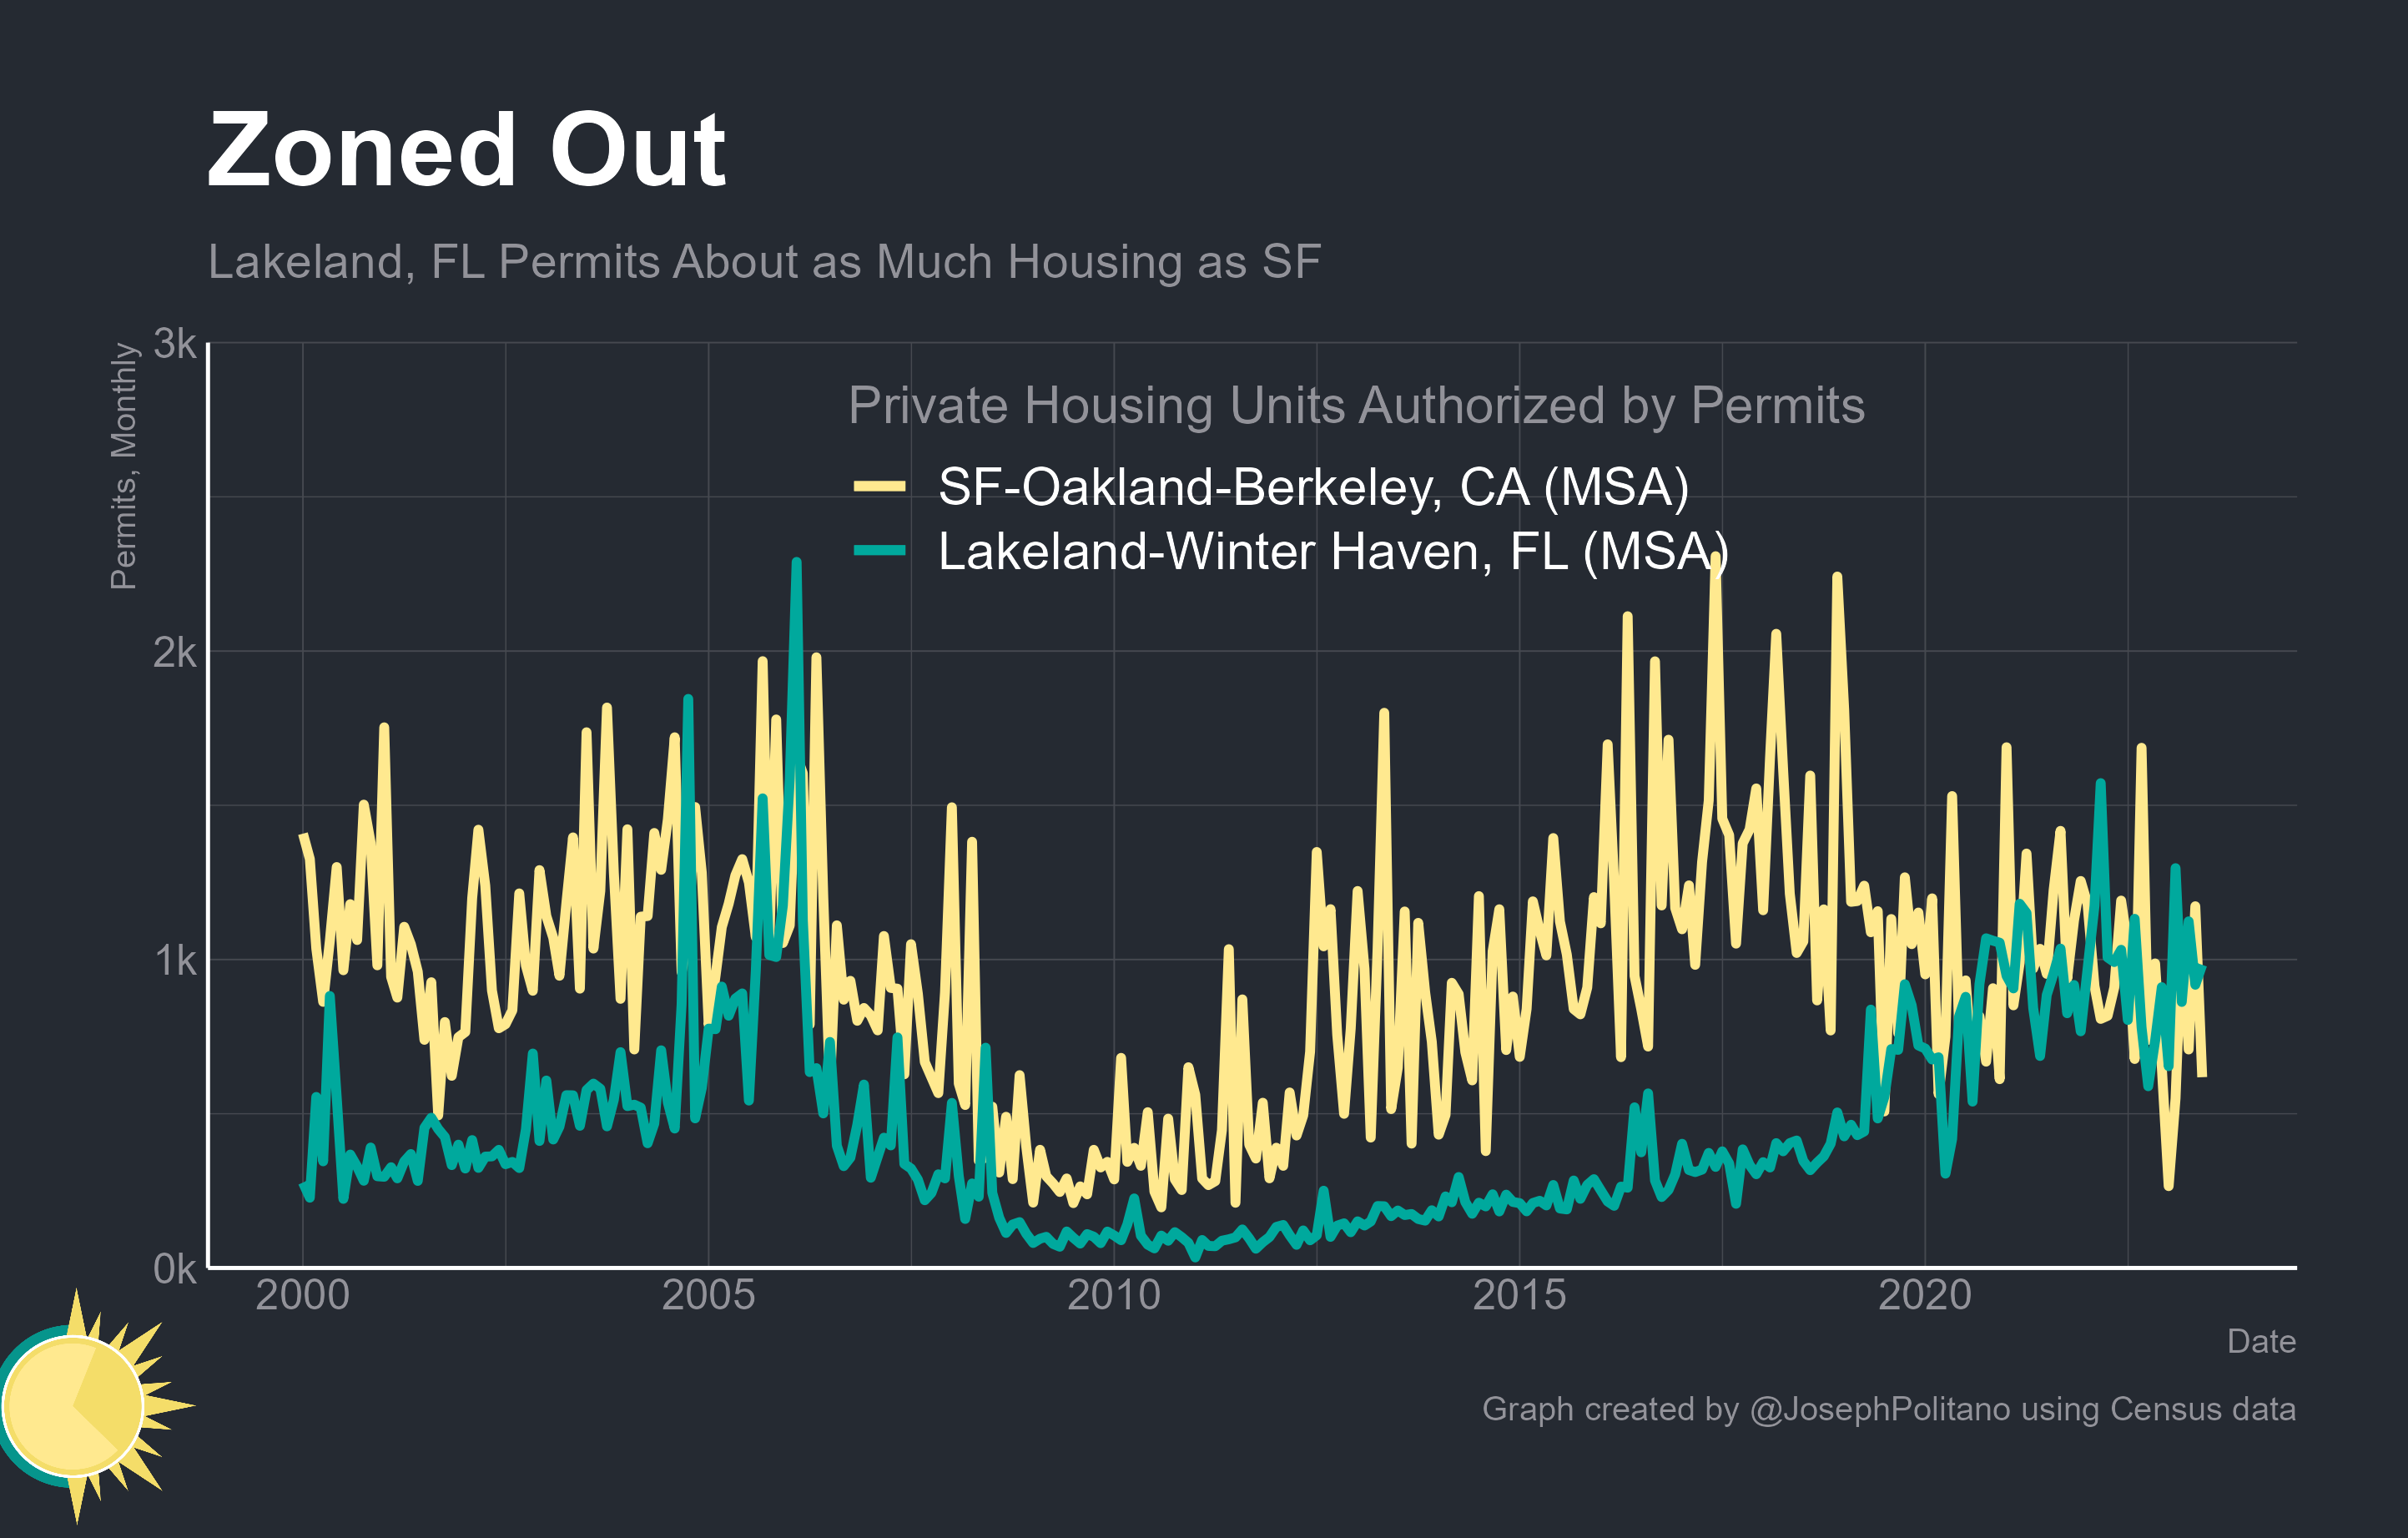 Zoned Out
Lakeland, FL Permits About as Much Housing as SF
Permits, Monthly
3k
2k
1k
0k
Private Housing Units Authorized by Permits
SF-Oakland-Berkeley, CA (MSA)
Lakeland-Winter Haven, FL (MSA)
2000 2005 2010 2015 2020
Date
Graph created by @JosephPolitano using Census data